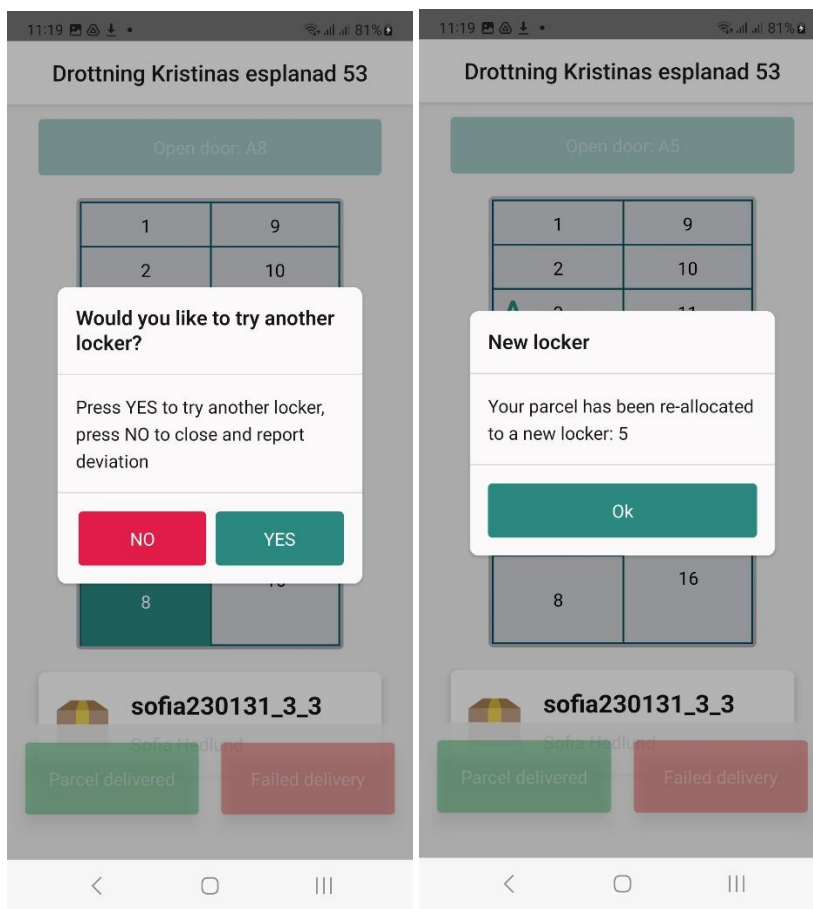 11:19
81%
Drottning Kristinas esplanad 53
Open door: A8
1 9
2 10
Would you like to try another
locker?
Press YES to try another locker,
press NO to close and report
deviation
NO YES
8
sofia230131_3_3
Sofia Hedlund
Parcel delivered Failed delivery
11:19
81%
Drottning Kristinas esplanad 53
Open door: A5
1 9
2 10
New locker
Your parcel has been re-allocated
to a new locker: 5
Ok
16
8
sofia230131_3_3
Sofia Hedlund
Parcel delivered Failed delivery